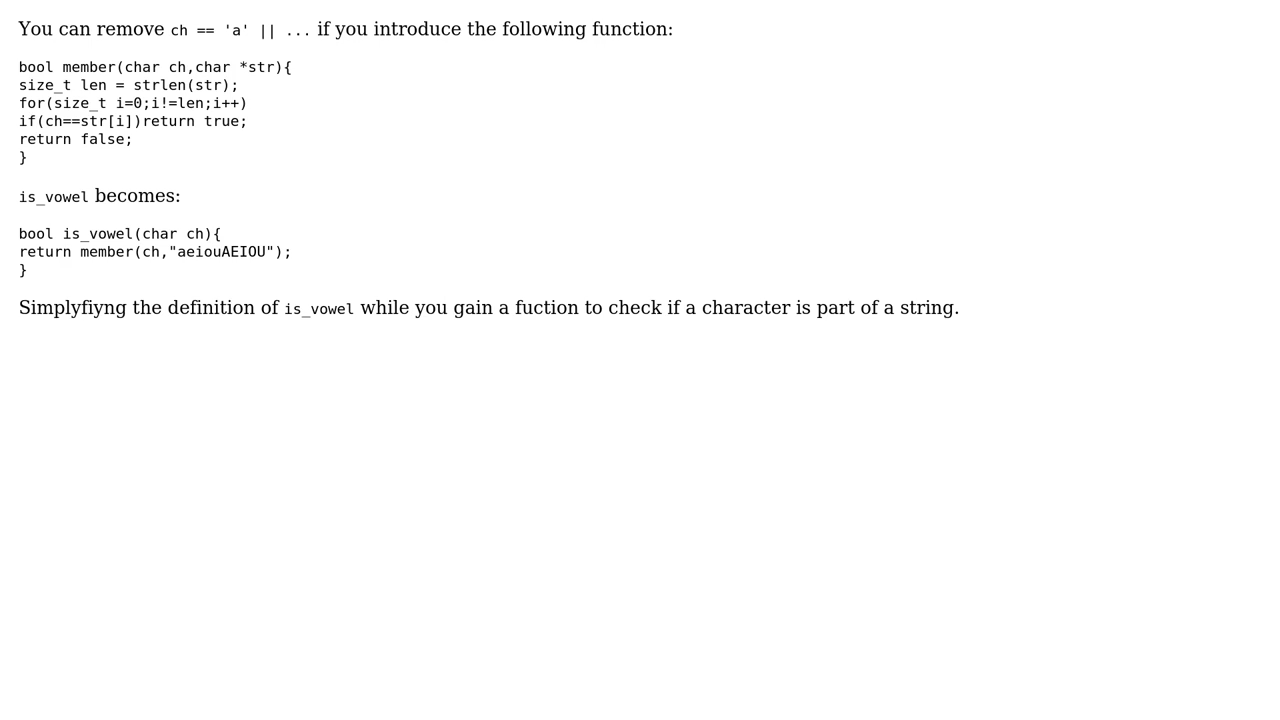 You can remove ch == 'a' || ... if you introduce the following function:
bool member(char ch,char *str){
size_t len = strlen(str);
for(size_t i=0;i!=len;i++)
if(ch==str[i])return true;
return false;
}
is_vowel becomes:
bool is_vowel(char ch){
return member(ch,"aeiouAEIOU");
}
Simplyfiyng the definition of is_vowel while you gain a fuction to check if a character is part of a string.